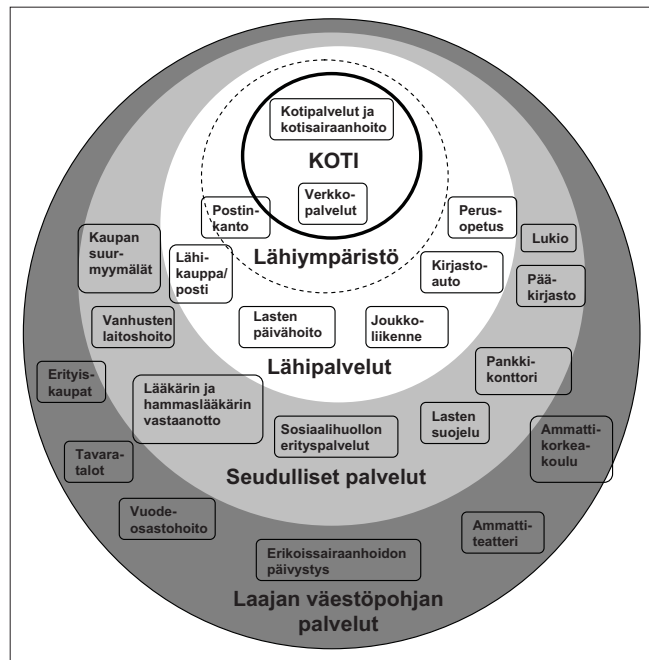 Kotipalvelut ja
kotisairaanhoito
KOTI
Verkko-
palvelut
Postin-
kanto
Lähiympäristö
Perus-
opetus
Lukio
Kaupan
suur-
myymälät
Lähi-
kauppa/
posti
Kirjasto-
auto
Pää-
kirjasto
Vanhusten
laitoshoito
Lasten
päivähoito
Joukko-
liikenne
Lähipalvelut
Pankki-
konttori
Erityis-
kaupat
Lääkärin ja
hammaslääkärin
vastaanotto
Sosiaalihuollon
erityspalvelut
Lasten
suojelu
Ammatti-
korkea-
koulu
Tavara-
talot
Seudulliset palvelut
Vuode-
osastohoito
Ammatti-
teatteri
Erikoissairaanhoidon
päivystys
Laajan väestöpohjan
palvelut